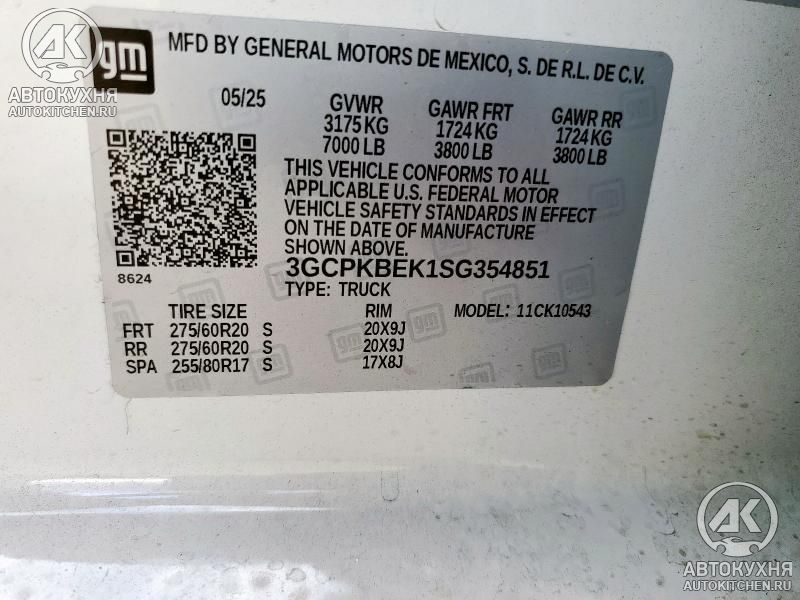 gm
MFD BY GENERAL MOTORS DE MEXICO, S. DE R.L. DE C.V.
05/25 GVWR GAWR FRT GAWR RR
3175 KG 1724 KG 1724 KG
7000 LB 3800 LB 3800 LB
THIS VEHICLE CONFORMS TO ALL
APPLICABLE U.S. FEDERAL MOTOR
VEHICLE SAFETY STANDARDS IN EFFECT
ON THE DATE OF MANUFACTURE
SHOWN ABOVE.
8624 3GCPKBEK1SG354851
TYPE: TRUCK
TIRE SIZE RIM MODEL: 11CK10543
FRT 275/60R20 S 20X9J
RR 275/60R20 S 20X9J
SPA 255/80R17 S 17X8J
АК
АВТОКУХНЯ
AUTOKITCHEN.RU
АК
АВТОКУХНЯ
AUTOKITCHEN.RU